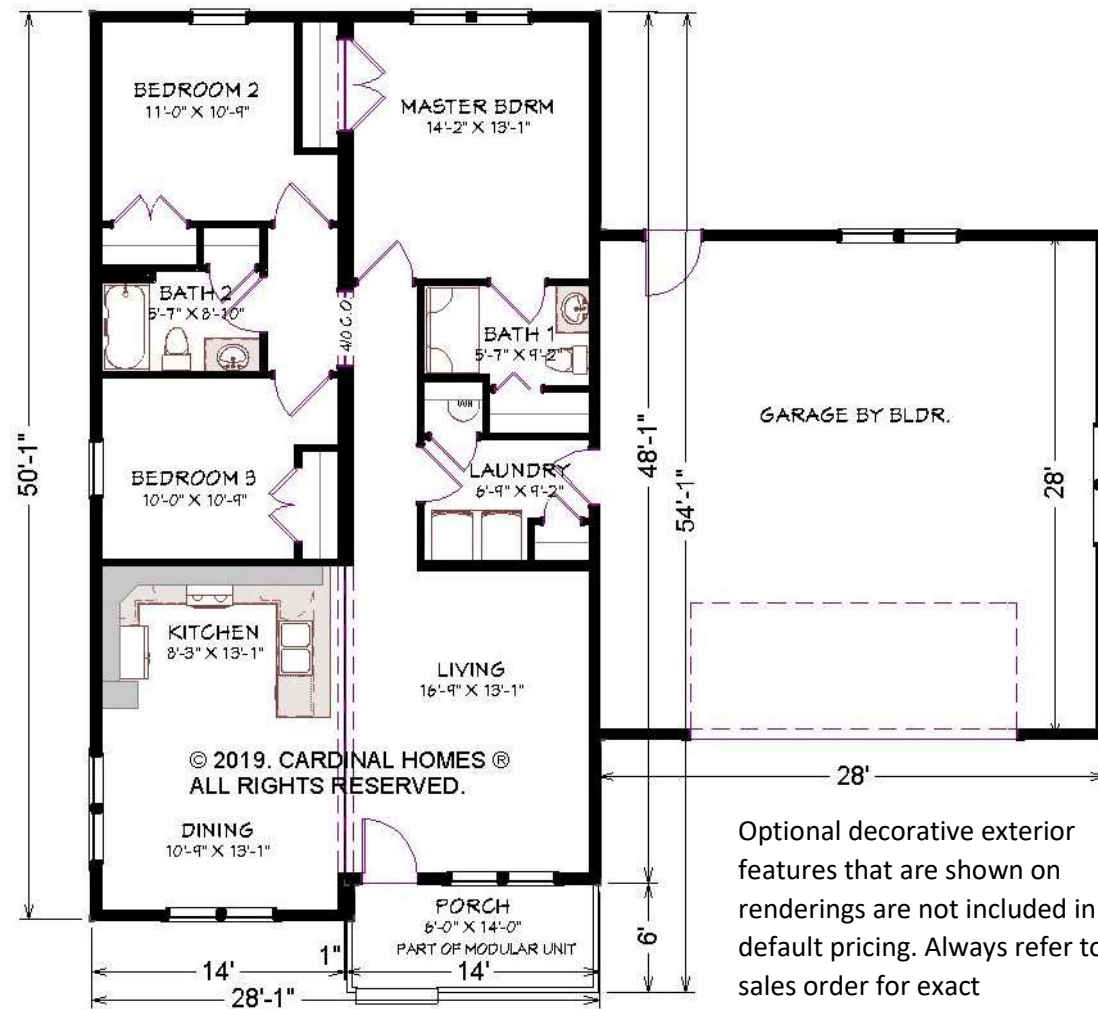 BEDROOM 2
11'-0" X 10'-9"
MASTER BDRM
14'-2" X 13'-1"
BATH 2
5'-7" X 8'-10"
4/0 C.O.
BATH 1
5'-7" X 9'-2"
WH
GARAGE BY BLDR.
50'-1"
48'-1"
54'-1"
28'
BEDROOM 3
10'-0" X 10'-9"
LAUNDRY
6'-9" X 9'-2"
KITCHEN
8'-3" X 13'-1"
LIVING
16'-9" X 13'-1"
© 2019. CARDINAL HOMES ®
ALL RIGHTS RESERVED.
28'
DINING
10'-9" X 13'-1"
PORCH
6'-0" X 14'-0"
PART OF MODULAR UNIT
6'
1"
14'
14'
28'-1"
Optional decorative exterior
features that are shown on
renderings are not included in
default pricing. Always refer to
sales order for exact